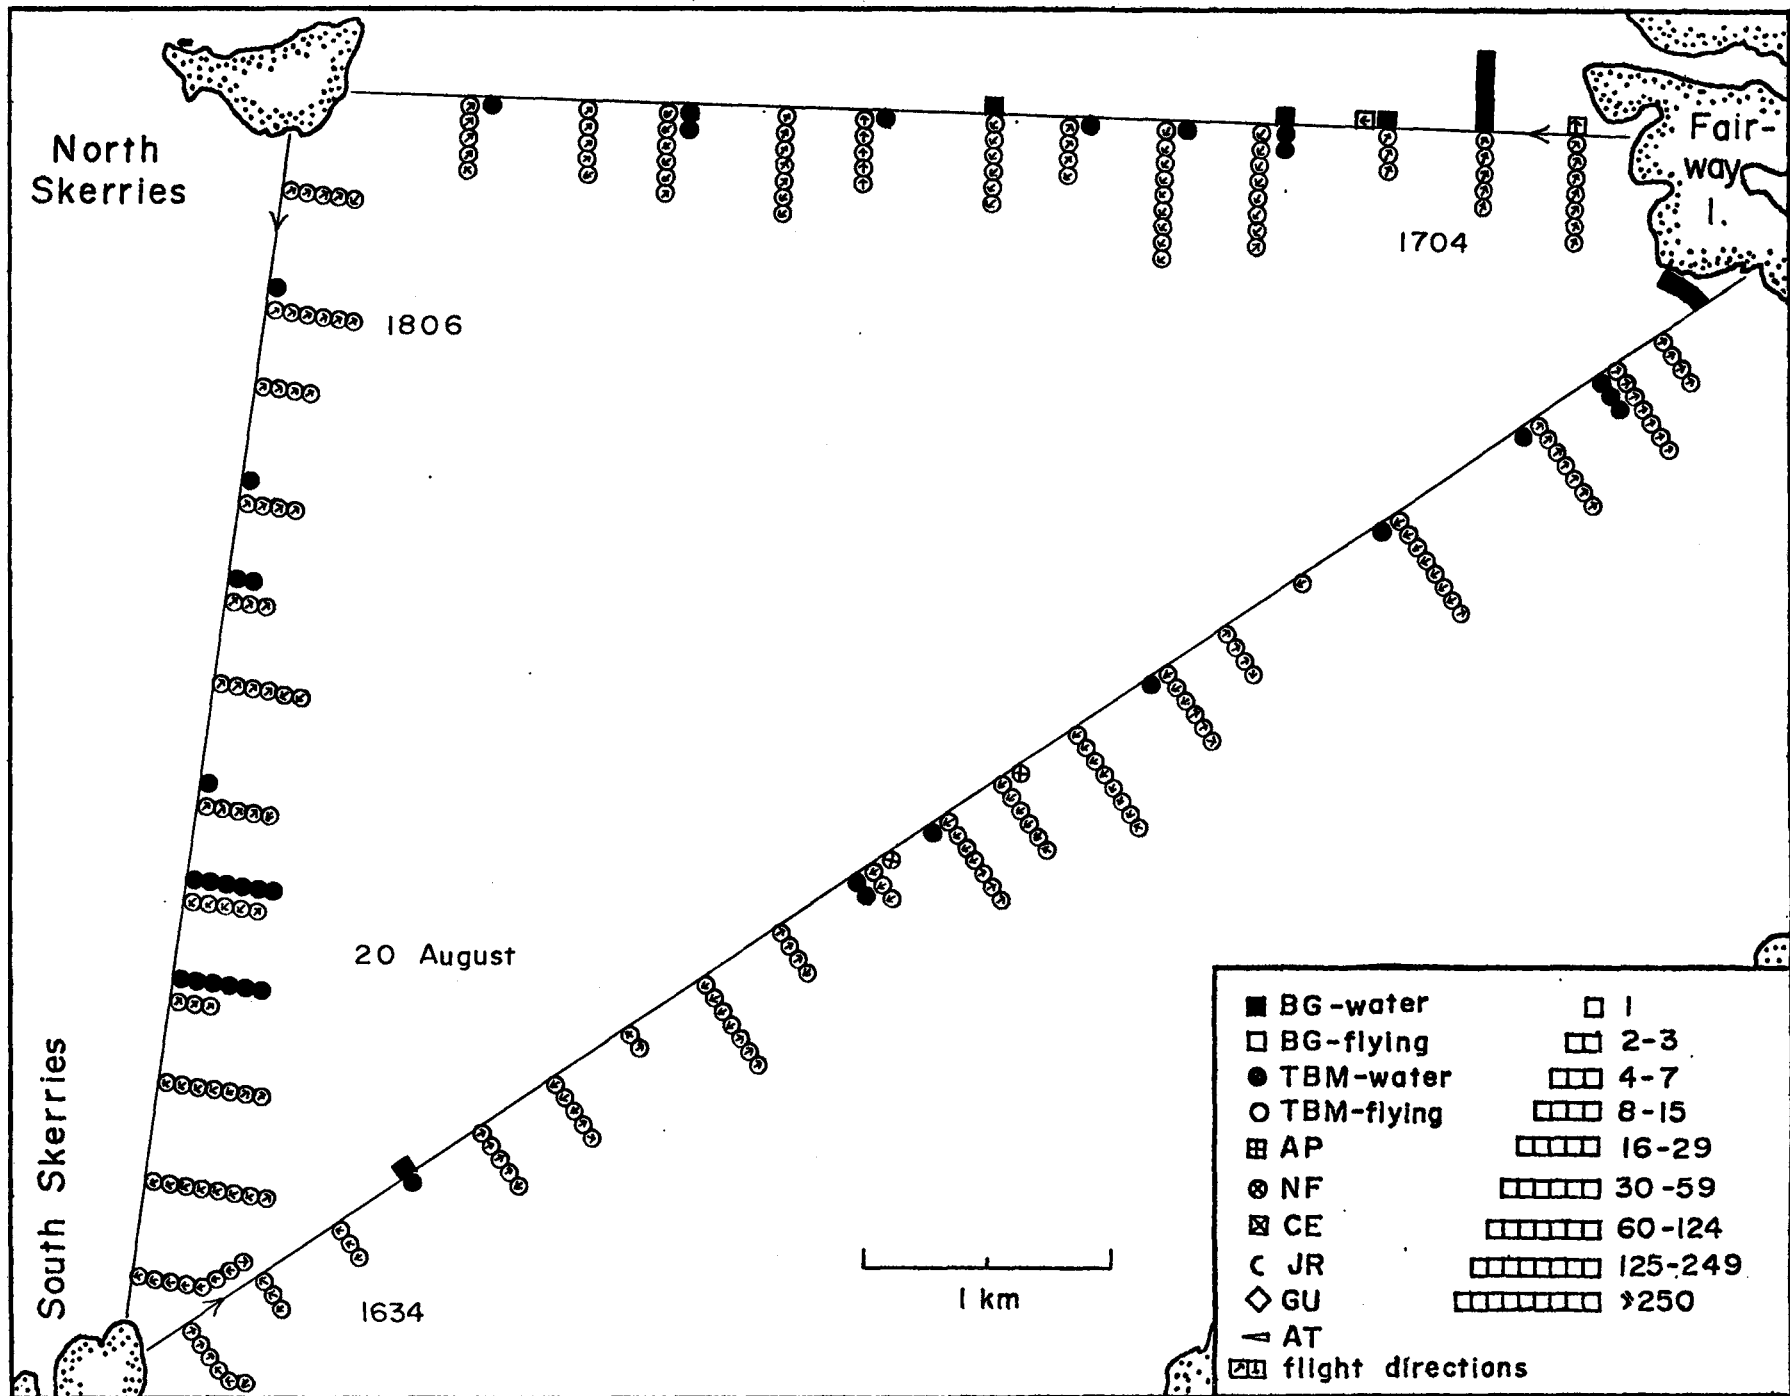 North
Skerries
Fair-
way
I.
1704
1806
20 August
South Skerries
1634
1 km
BG-water 1
BG-flying 2-3
TBM-water 4-7
TBM-flying 8-15
AP 16-29
NF 30-59
CE 60-124
JR 125-249
GU >250
AT
flight directions